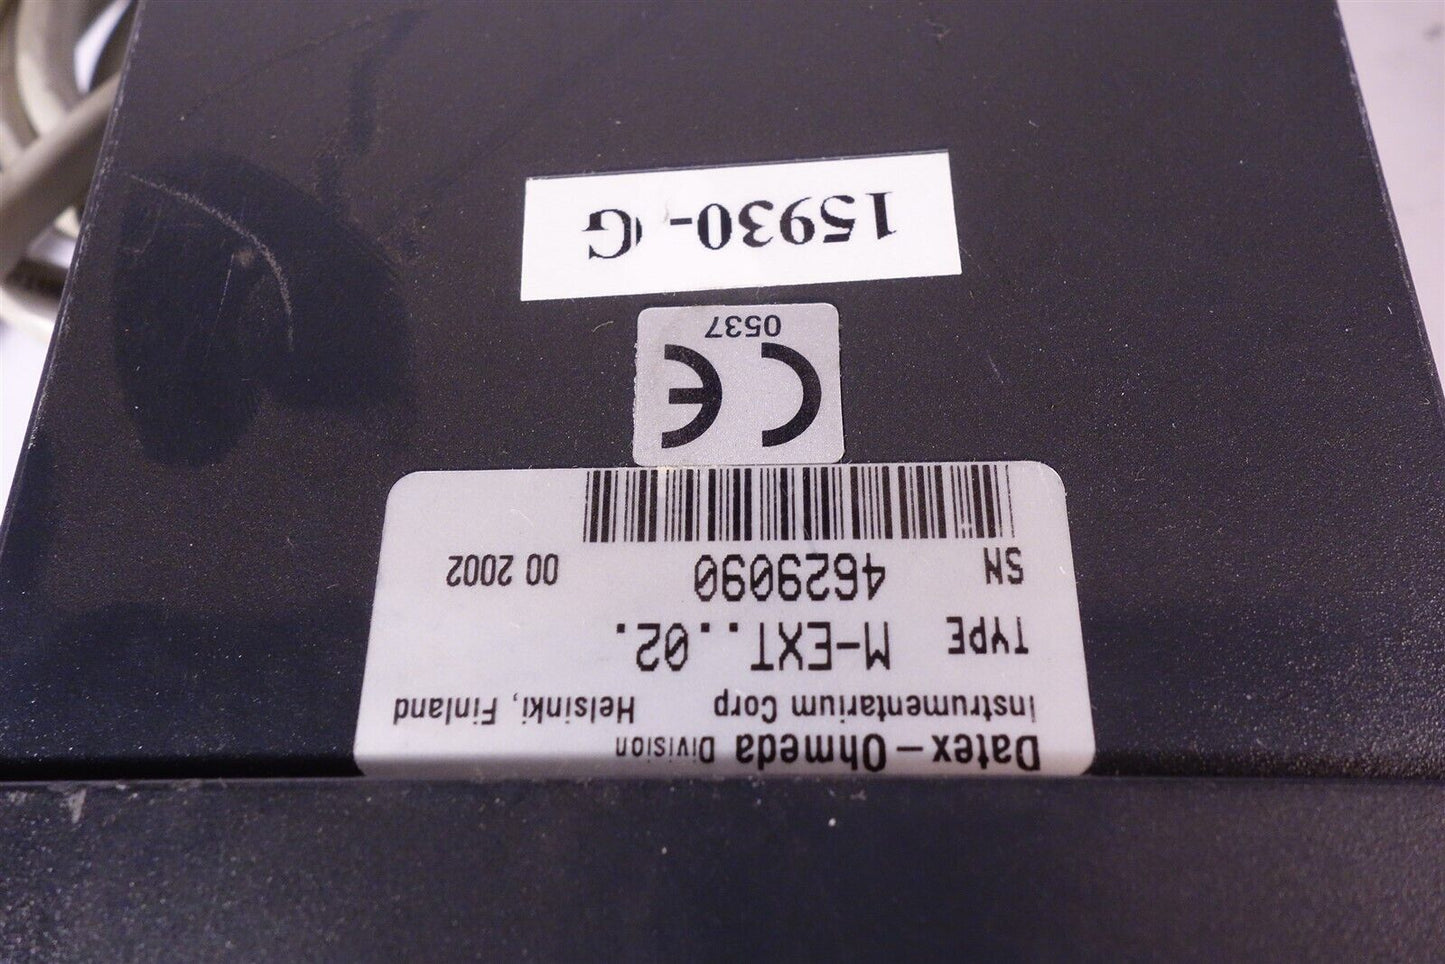 Datex-Ohmeda Division
Instrumentarium Corp Helsinki, Finland
TYPE M-EXT..02.
SN 4629090 00 2002
CE
0537
15930- G